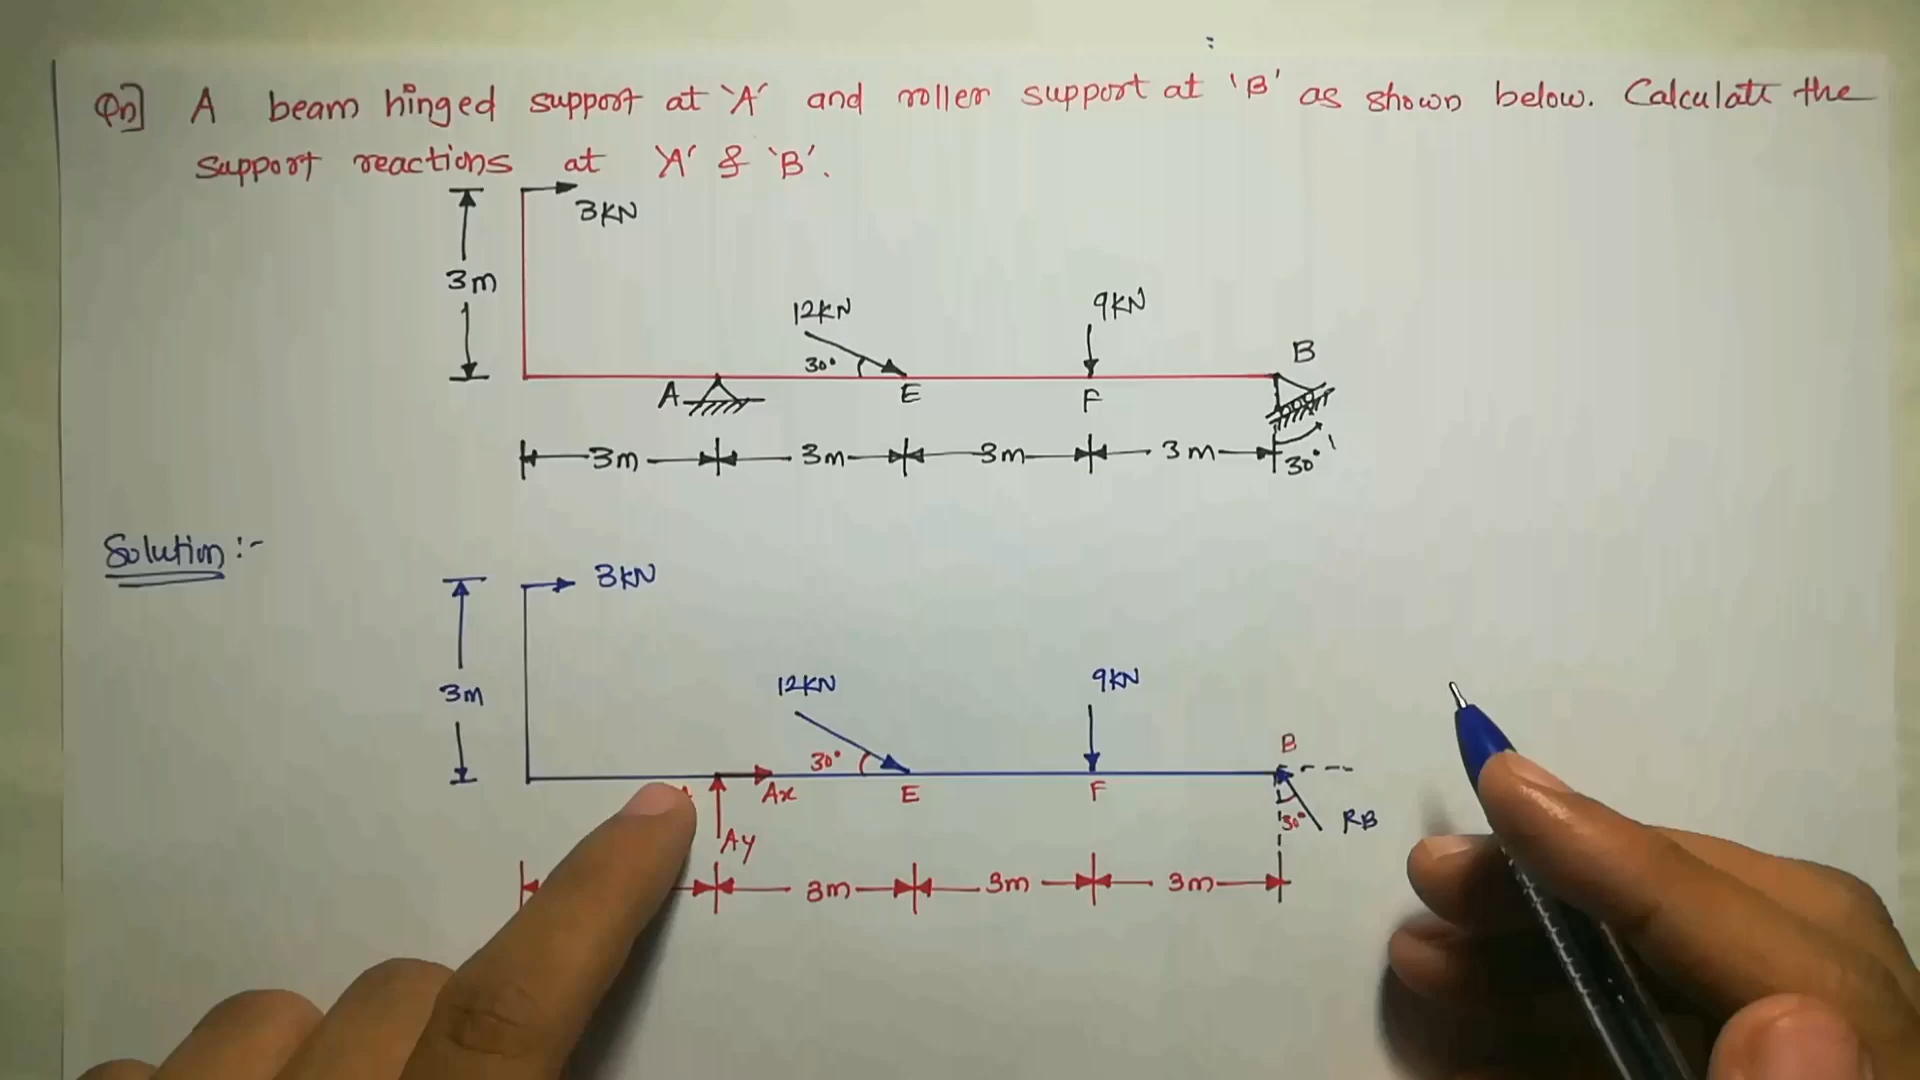 Qn] A beam hinged support at 'A' and roller support at 'B' as shown below. Calculate the
support reactions at 'A' & 'B'.
3KN
3m
12KN
9KN
30°
B
A
E
F
3m
3m
3m
3m
30°
Solution:-
3KN
3m
12KN
9KN
30°
B
Ax
E
F
30°
RB
Ay
3m
3m
3m